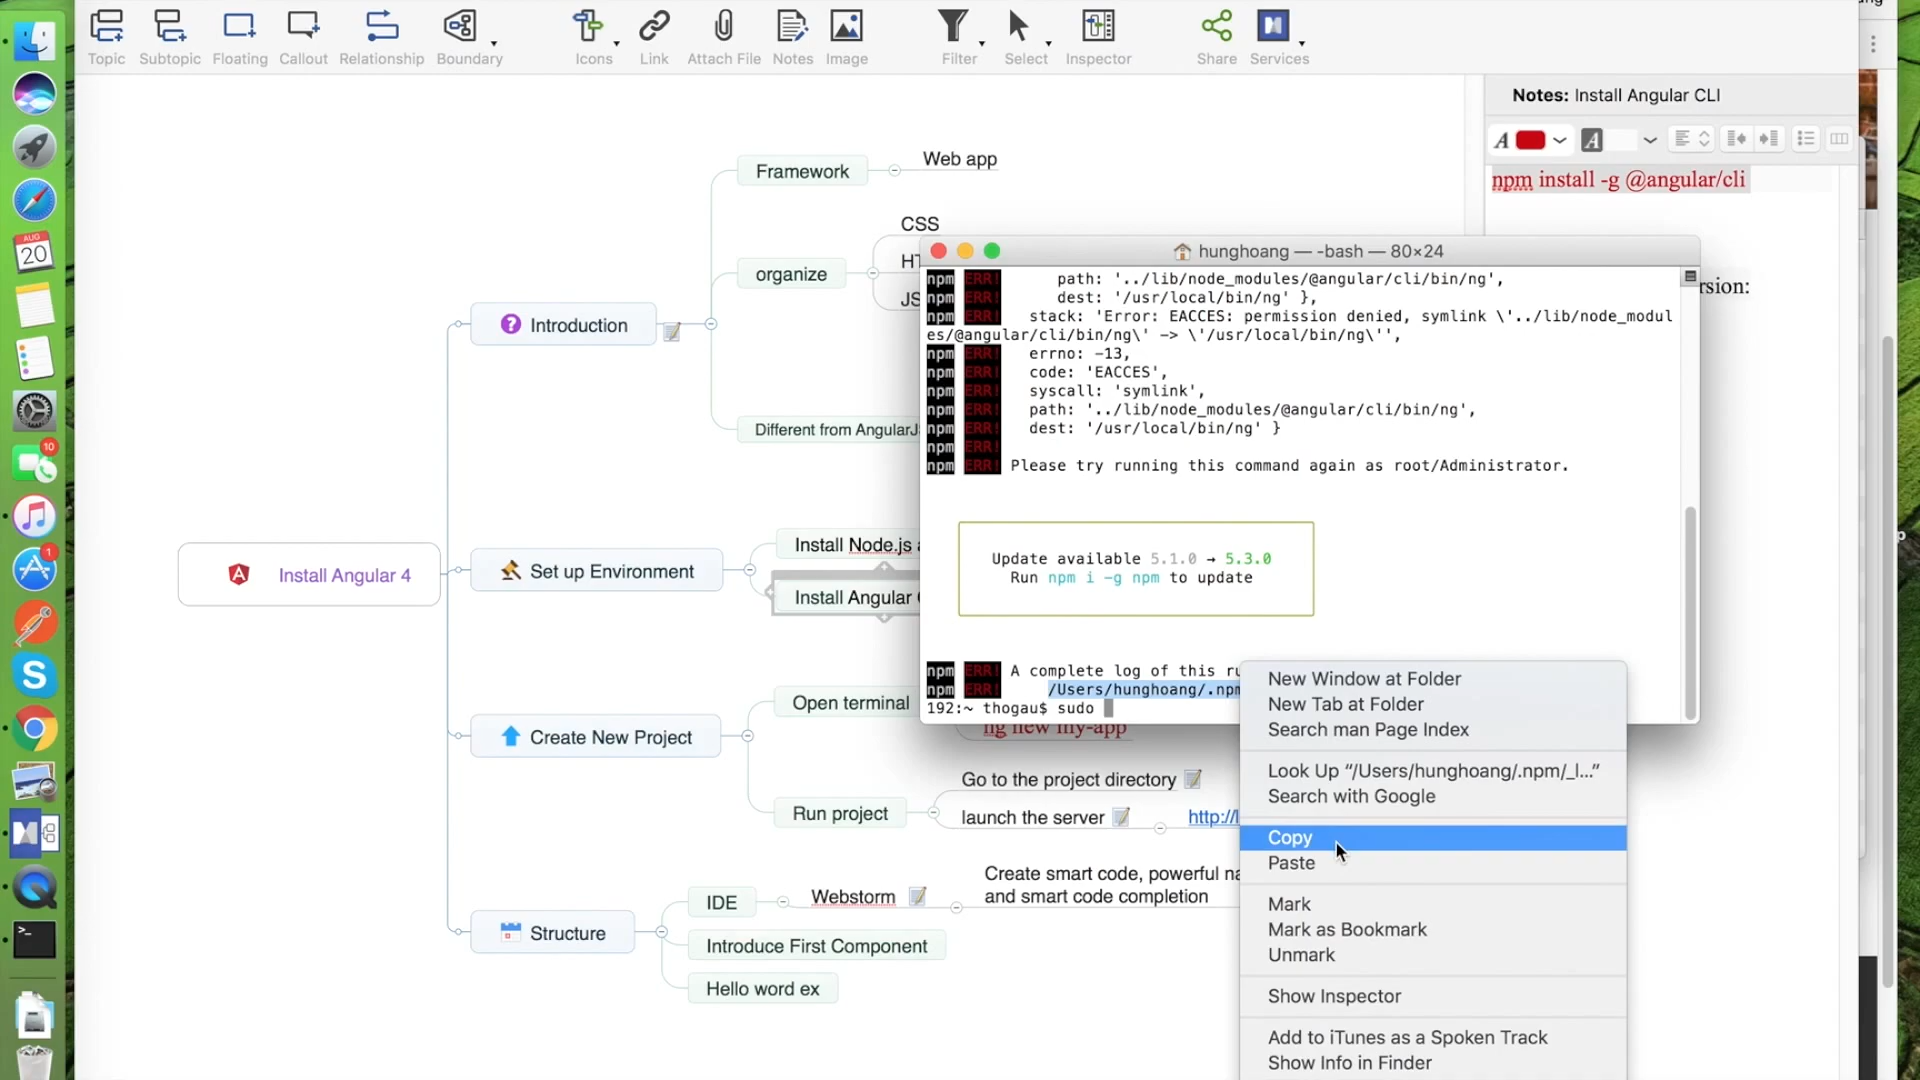 Topic
Subtopic
Floating
Callout
Relationship
Boundary
Icons
Link
Attach File
Notes
Image
Filter
Select
Inspector
Share
Services
Notes: Install Angular CLI
A
A
npm install -g @angular/cli
rsion:
AUG
20
10
1
Framework
Web app
CSS
organize
Introduction
Different from AngularJ
Install Angular 4
Set up Environment
Install Node.js
Install Angular
Create New Project
Open terminal
ng new my-app
Run project
Go to the project directory
launch the server
http://
Structure
IDE
Webstorm
Create smart code, powerful na
and smart code completion
Introduce First Component
Hello word ex
hunghoang — -bash — 80×24
npm ERR! path: '../lib/node_modules/@angular/cli/bin/ng',
npm ERR! dest: '/usr/local/bin/ng' },
npm ERR! stack: 'Error: EACCES: permission denied, symlink \'../lib/node_modul
es/@angular/cli/bin/ng\' -> \'/usr/local/bin/ng\'',
npm ERR! errno: -13,
npm ERR! code: 'EACCES',
npm ERR! syscall: 'symlink',
npm ERR! path: '../lib/node_modules/@angular/cli/bin/ng',
npm ERR! dest: '/usr/local/bin/ng' }
npm ERR!
npm ERR! Please try running this command again as root/Administrator.
Update available 5.1.0 → 5.3.0
Run npm i -g npm to update
npm ERR! A complete log of this ru
npm ERR! /Users/hunghoang/.npm
192:~ thogau$ sudo
New Window at Folder
New Tab at Folder
Search man Page Index
Look Up “/Users/hunghoang/.npm/_l...”
Search with Google
Copy
Paste
Mark
Mark as Bookmark
Unmark
Show Inspector
Add to iTunes as a Spoken Track
Show Info in Finder